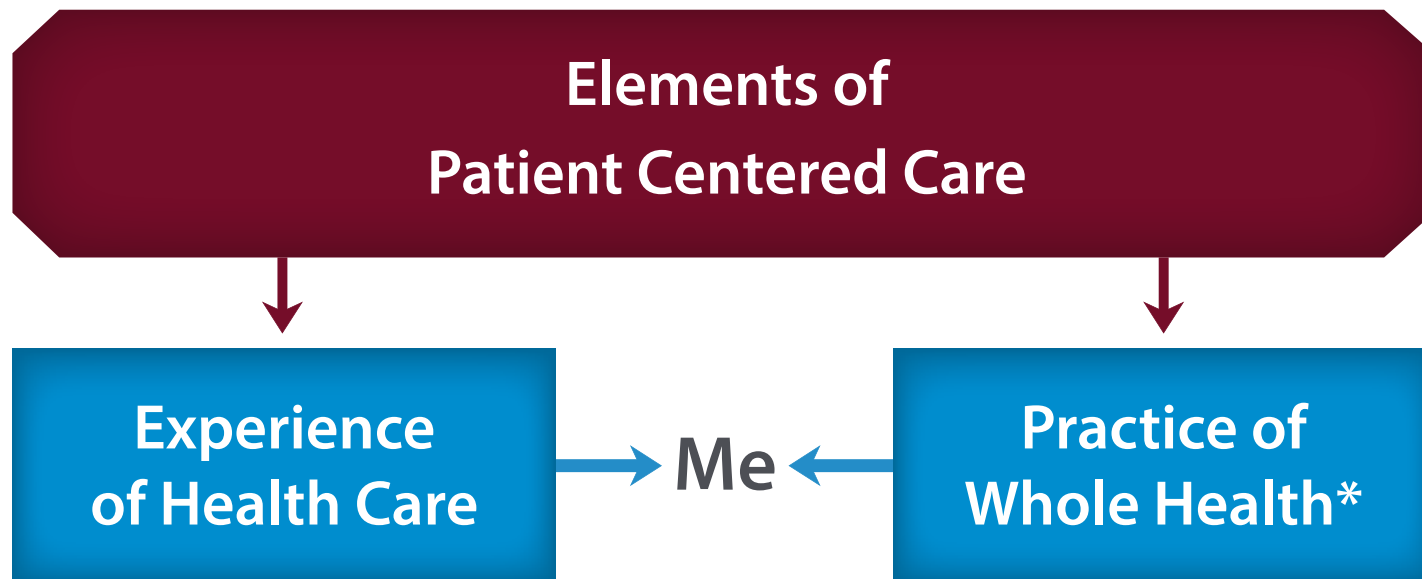 Elements of
Patient Centered Care
Experience
of Health Care
Me
Practice of
Whole Health*